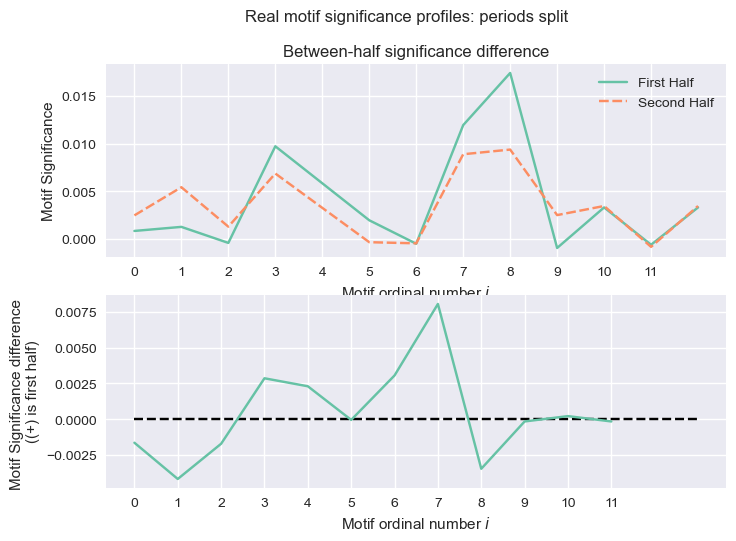 Real motif significance profiles: periods split
Between-half significance difference
Motif Significance
0.015
0.010
0.005
0.000
First Half
Second Half
0 1 2 3 4 5 6 7 8 9 10 11
Motif ordinal number i
Motif Significance difference
((+) is first half)
0.0075
0.0050
0.0025
0.0000
−0.0025
0 1 2 3 4 5 6 7 8 9 10 11
Motif ordinal number i